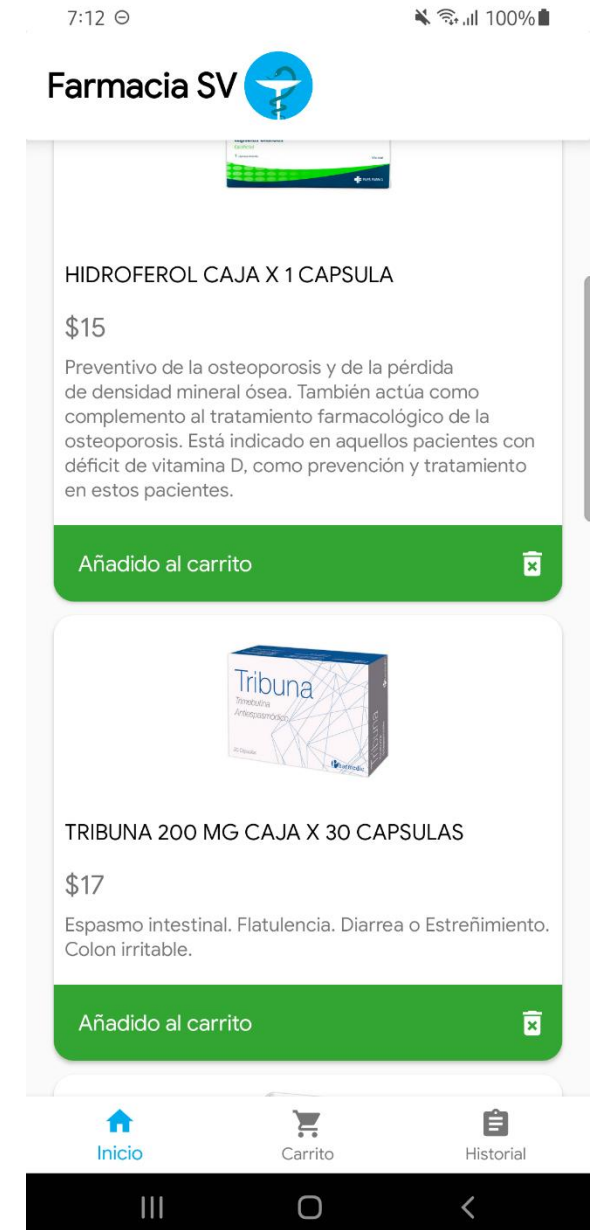 7:12
100%
Farmacia SV
HIDROFEROL CAJA X 1 CAPSULA
$15
Preventivo de la osteoporosis y de la pérdida
de densidad mineral ósea. También actúa como
complemento al tratamiento farmacológico de la
osteoporosis. Está indicado en aquellos pacientes con
déficit de vitamina D, como prevención y tratamiento
en estos pacientes.
Añadido al carrito
Tribuna
Trimebutina
Antiespasmódico
Tribuna
TRIBUNA 200 MG CAJA X 30 CAPSULAS
$17
Espasmo intestinal. Flatulencia. Diarrea o Estreñimiento.
Colon irritable.
Añadido al carrito
Inicio
Carrito
Historial